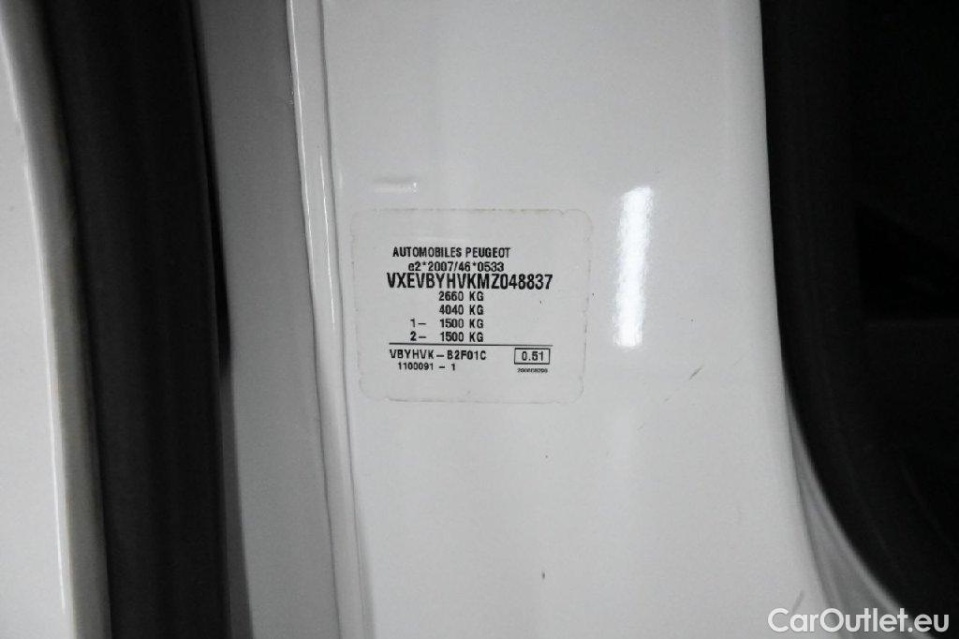 AUTOMOBILES PEUGEOT
e2*2007/46*0533
VXEVBYHVKMZ048837
2660 KG
4040 KG
1- 1500 KG
2- 1500 KG
VBYHVK-B2F01C 0.51
1100091 - 1
CarOutlet.eu